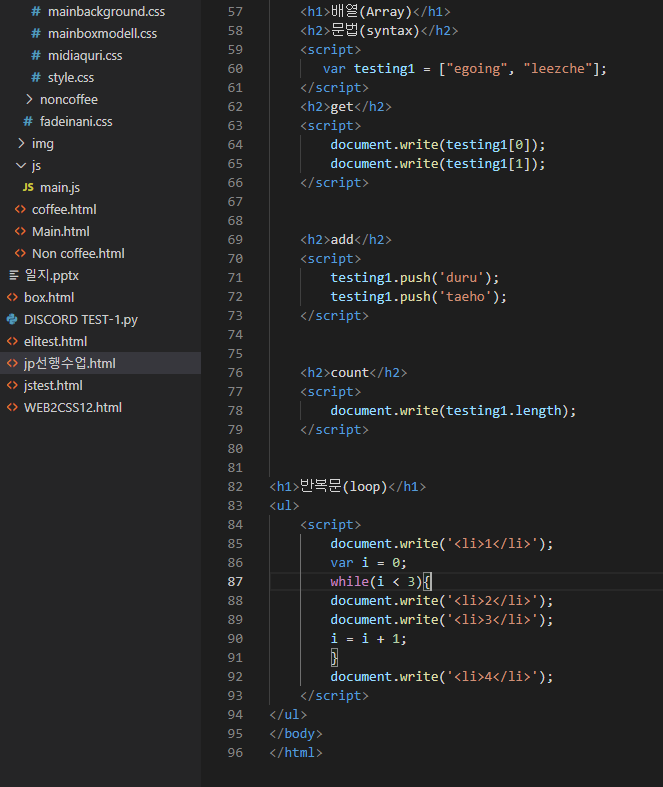 mainbackground.css
mainboxmodell.css
midiaquri.css
style.css
noncoffee
fadeinani.css
img
js
JS main.js
coffee.html
Main.html
Non coffee.html
일지.pptx
box.html
DISCORD TEST-1.py
elitest.html
jp선행수업.html
jstest.html
WEB2CSS12.html
57 <h1>배열(Array)</h1>
58 <h2>문법(syntax)</h2>
59 <script>
60 var testing1 = ["egoing", "leezche"];
61 </script>
62 <h2>get</h2>
63 <script>
64 document.write(testing1[0]);
65 document.write(testing1[1]);
66 </script>
67
68
69 <h2>add</h2>
70 <script>
71 testing1.push('duru');
72 testing1.push('taeho');
73 </script>
74
75
76 <h2>count</h2>
77 <script>
78 document.write(testing1.length);
79 </script>
80
81
82 <h1>반복문(loop)</h1>
83 <ul>
84 <script>
85 document.write('<li>1</li>');
86 var i = 0;
87 while(i < 3){
88 document.write('<li>2</li>');
89 document.write('<li>3</li>');
90 i = i + 1;
91 }
92 document.write('<li>4</li>');
93 </script>
94 </ul>
95 </body>
96 </html>